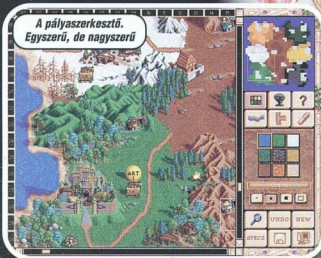 A pályaszerkesztő.
Egyszerű, de nagyszerű
ART
?
UNDO
NEW
SPECS